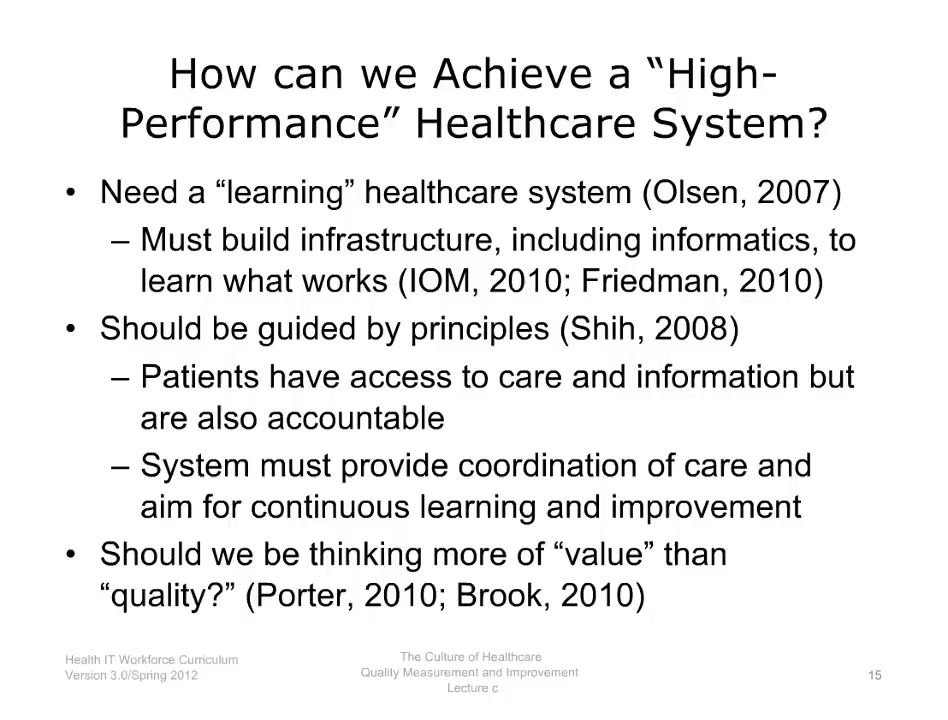 How can we Achieve a “High-
Performance” Healthcare System?
• Need a “learning” healthcare system (Olsen, 2007)
– Must build infrastructure, including informatics, to
learn what works (IOM, 2010; Friedman, 2010)
• Should be guided by principles (Shih, 2008)
– Patients have access to care and information but
are also accountable
– System must provide coordination of care and
aim for continuous learning and improvement
• Should we be thinking more of “value” than
“quality?” (Porter, 2010; Brook, 2010)
Health IT Workforce Curriculum
Version 3.0/Spring 2012
The Culture of Healthcare
Quality Measurement and Improvement
Lecture c
15